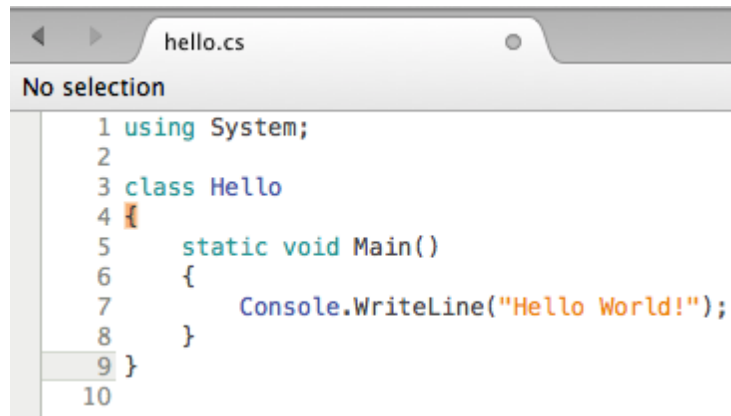 hello.cs
No selection
1 using System;
2
3 class Hello
4 {
5     static void Main()
6     {
7         Console.WriteLine("Hello World!");
8     }
9 }
10